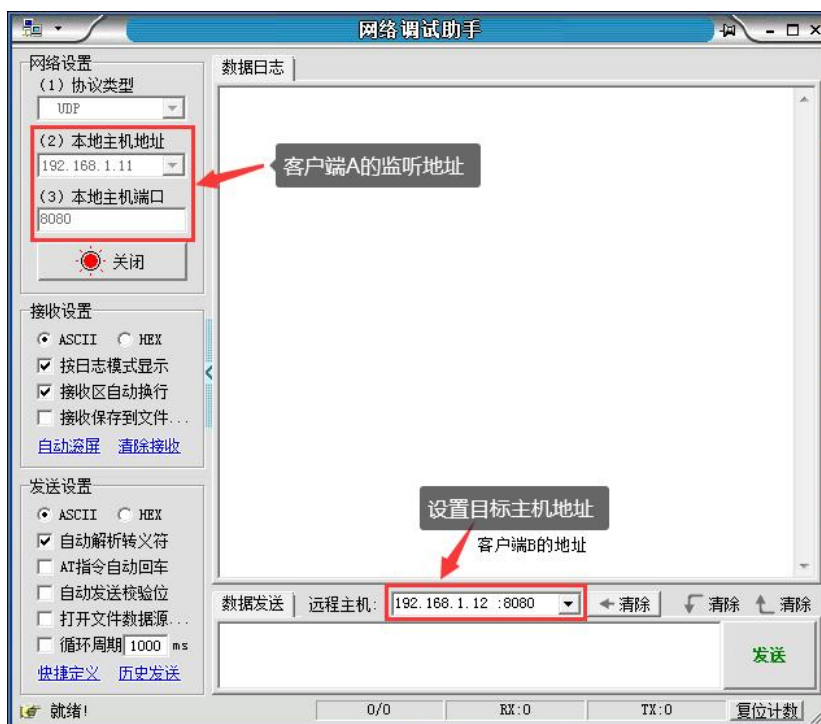 网络调试助手
网络设置
(1) 协议类型
UDP
(2) 本地主机地址
192.168.1.11
(3) 本地主机端口
8080
关闭
接收设置
ASCII HEX
按日志模式显示
接收区自动换行
接收保存到文件...
自动滚屏 清除接收
发送设置
ASCII HEX
自动解析转义符
AT指令自动回车
自动发送校验位
打开文件数据源...
循环周期 1000 ms
快捷定义 历史发送
数据日志
客户端A的监听地址
设置目标主机地址
客户端B的地址
数据发送 远程主机: 192.168.1.12 :8080 清除 清除 清除
发送
就绪! 0/0 RX:0 TX:0 复位计数